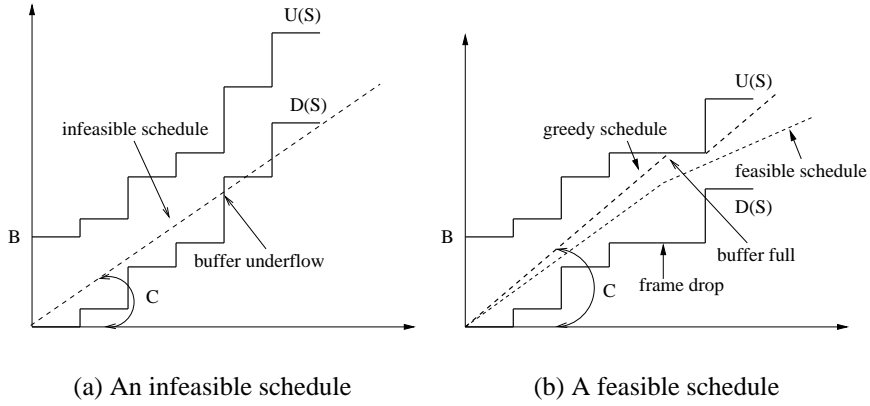 U(S)
D(S)
infeasible schedule
B
buffer underflow
C
(a) An infeasible schedule
U(S)
greedy schedule
feasible schedule
D(S)
B
buffer full
frame drop
C
(b) A feasible schedule